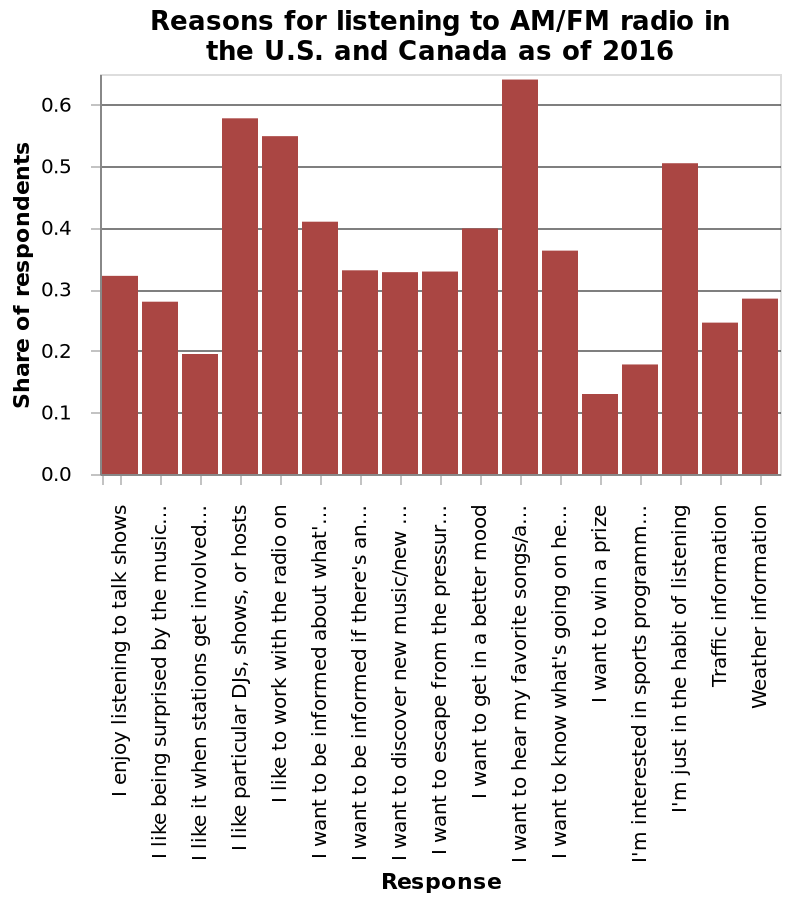 Reasons for listening to AM/FM radio in
the U.S. and Canada as of 2016
Share of respondents
0.6
0.5
0.4
0.3
0.2
0.1
0.0
I enjoy listening to talk shows
I like being surprised by the music...
I like it when stations get involved...
I like particular DJs, shows, or hosts
I like to work with the radio on
I want to be informed about what'...
I want to be informed if there's an...
I want to discover new music/new ...
I want to escape from the pressur...
I want to get in a better mood
I want to hear my favorite songs/a...
I want to know what's going on he...
I want to win a prize
I'm interested in sports programm...
I'm just in the habit of listening
Traffic information
Weather information
Response